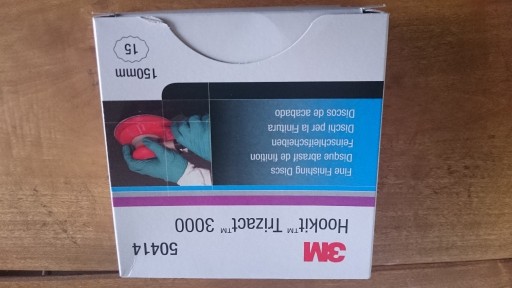 3M
50414
Hookit™ Trizact™ 3000
Fine Finishing Discs
Disque abrasif de finition
Feinschleifscheiben
Dischi per la Finitura
Discos de acabado
150mm
15